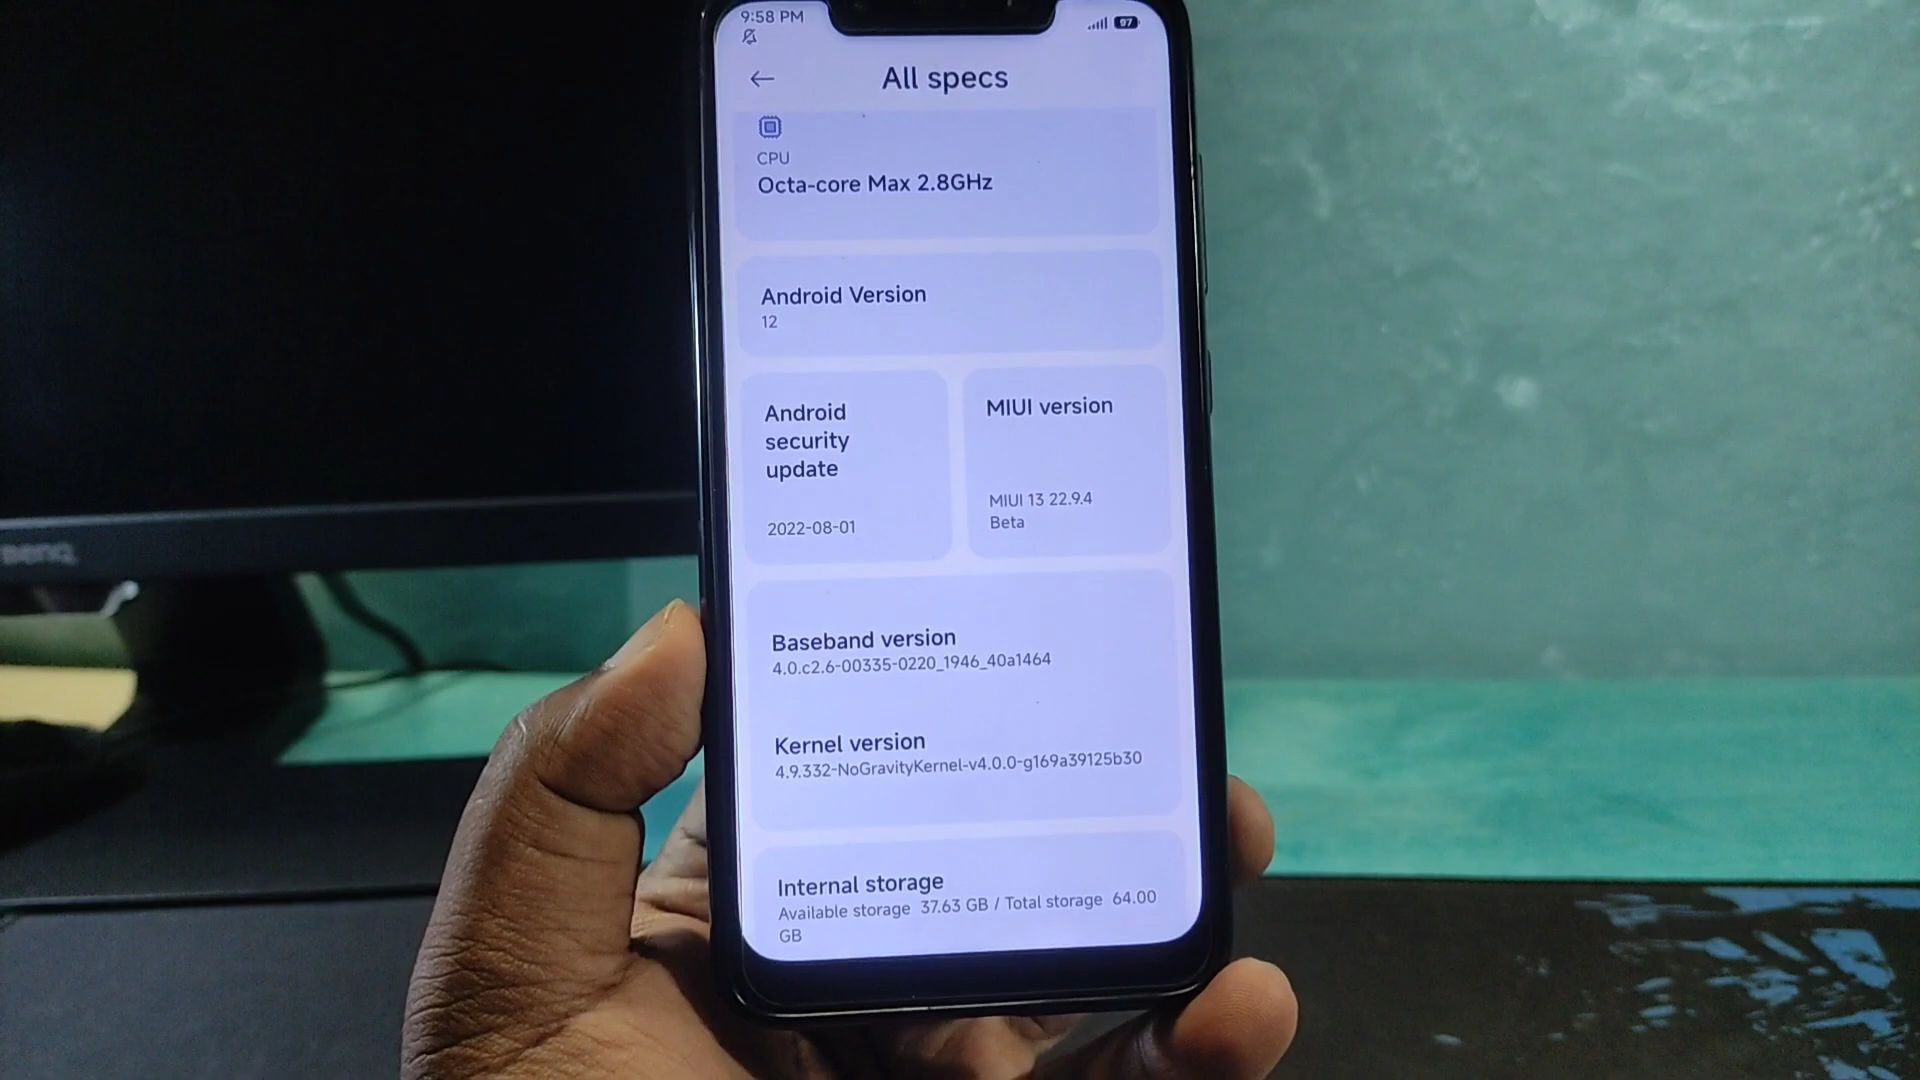 9:58 PM
97
All specs
CPU
Octa-core Max 2.8GHz
Android Version
12
Android
security
update
2022-08-01
MIUI version
MIUI 13 22.9.4
Beta
Baseband version
4.0.c2.6-00335-0220_1946_40a1464
Kernel version
4.9.332-NoGravityKernel-v4.0.0-g169a39125b30
Internal storage
Available storage 37.63 GB / Total storage 64.00
GB
BenQ